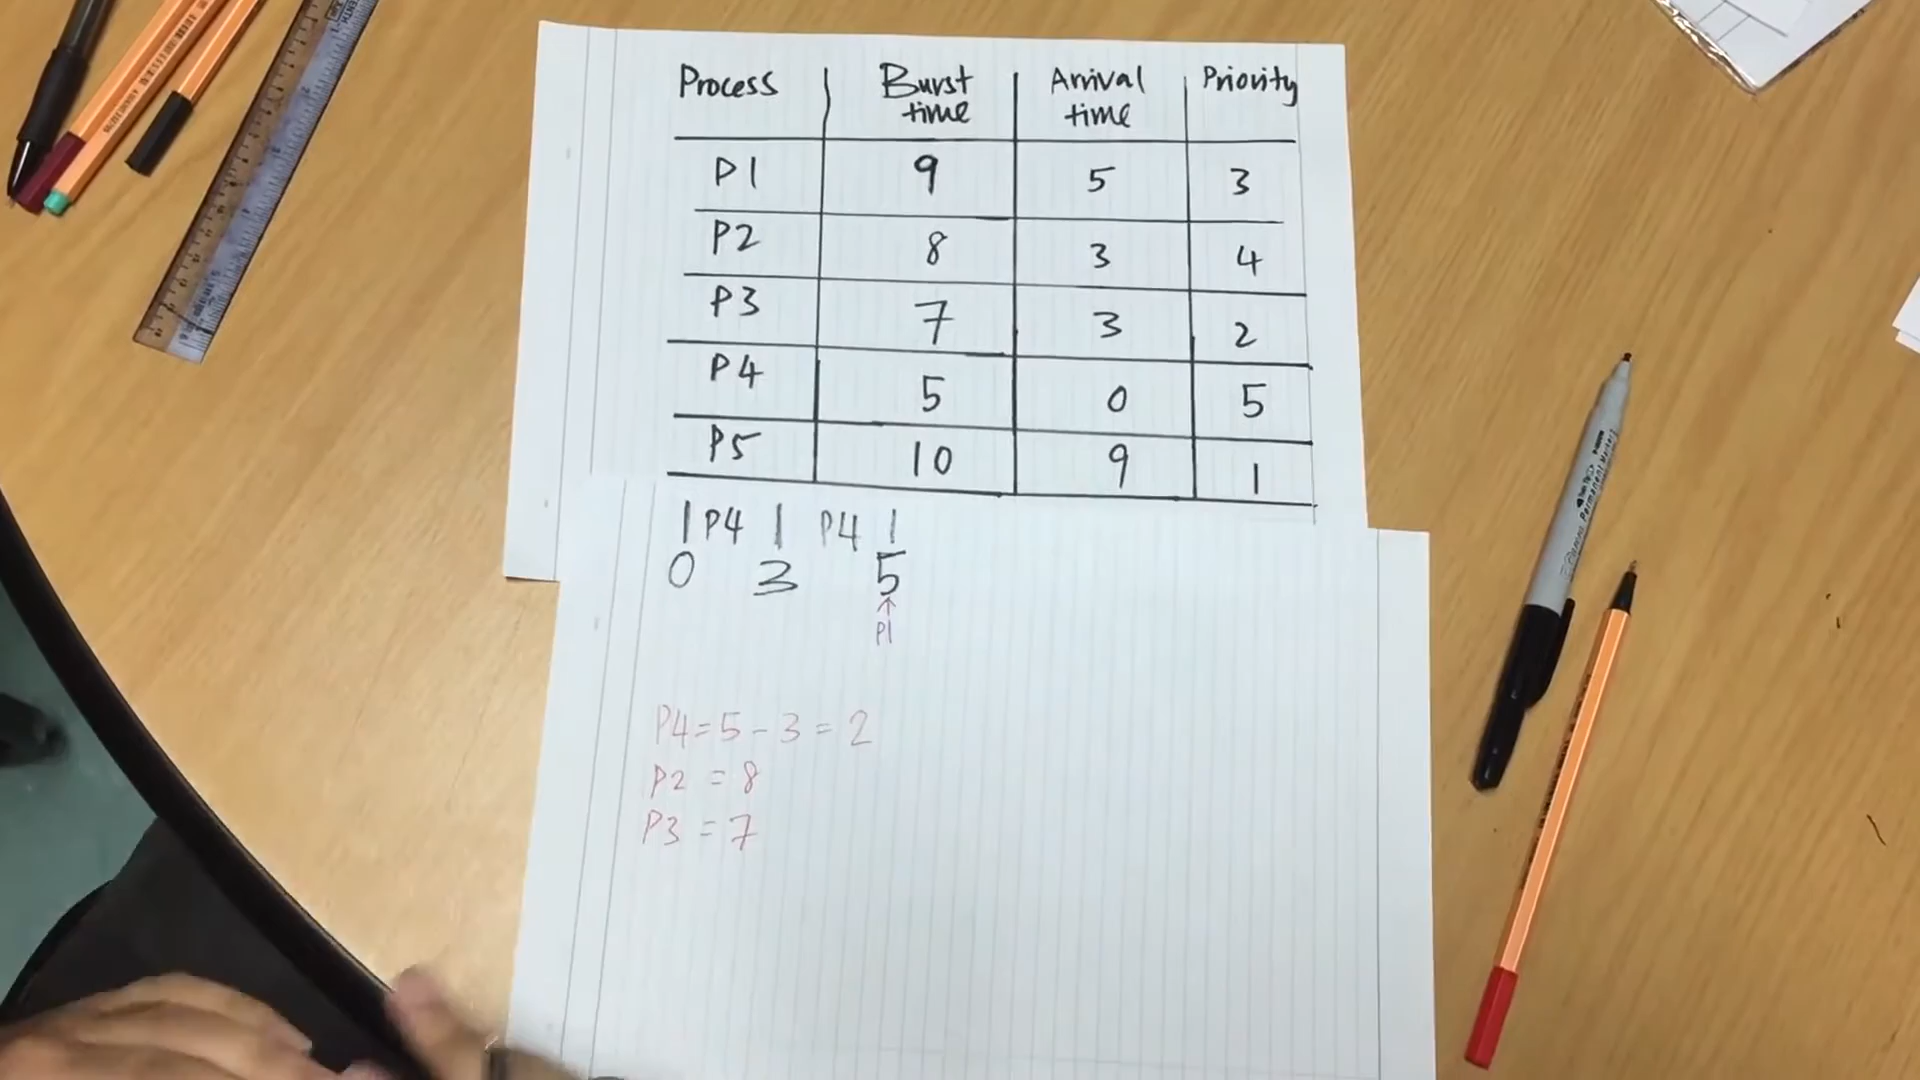 Process Burst time Arrival time Priority
P1 9 5 3
P2 8 3 4
P3 7 3 2
P4 5 0 5
P5 10 9 1
| P4 | P4 |
0 3 5
↑
P1
P4 = 5 - 3 = 2
P2 = 8
P3 = 7